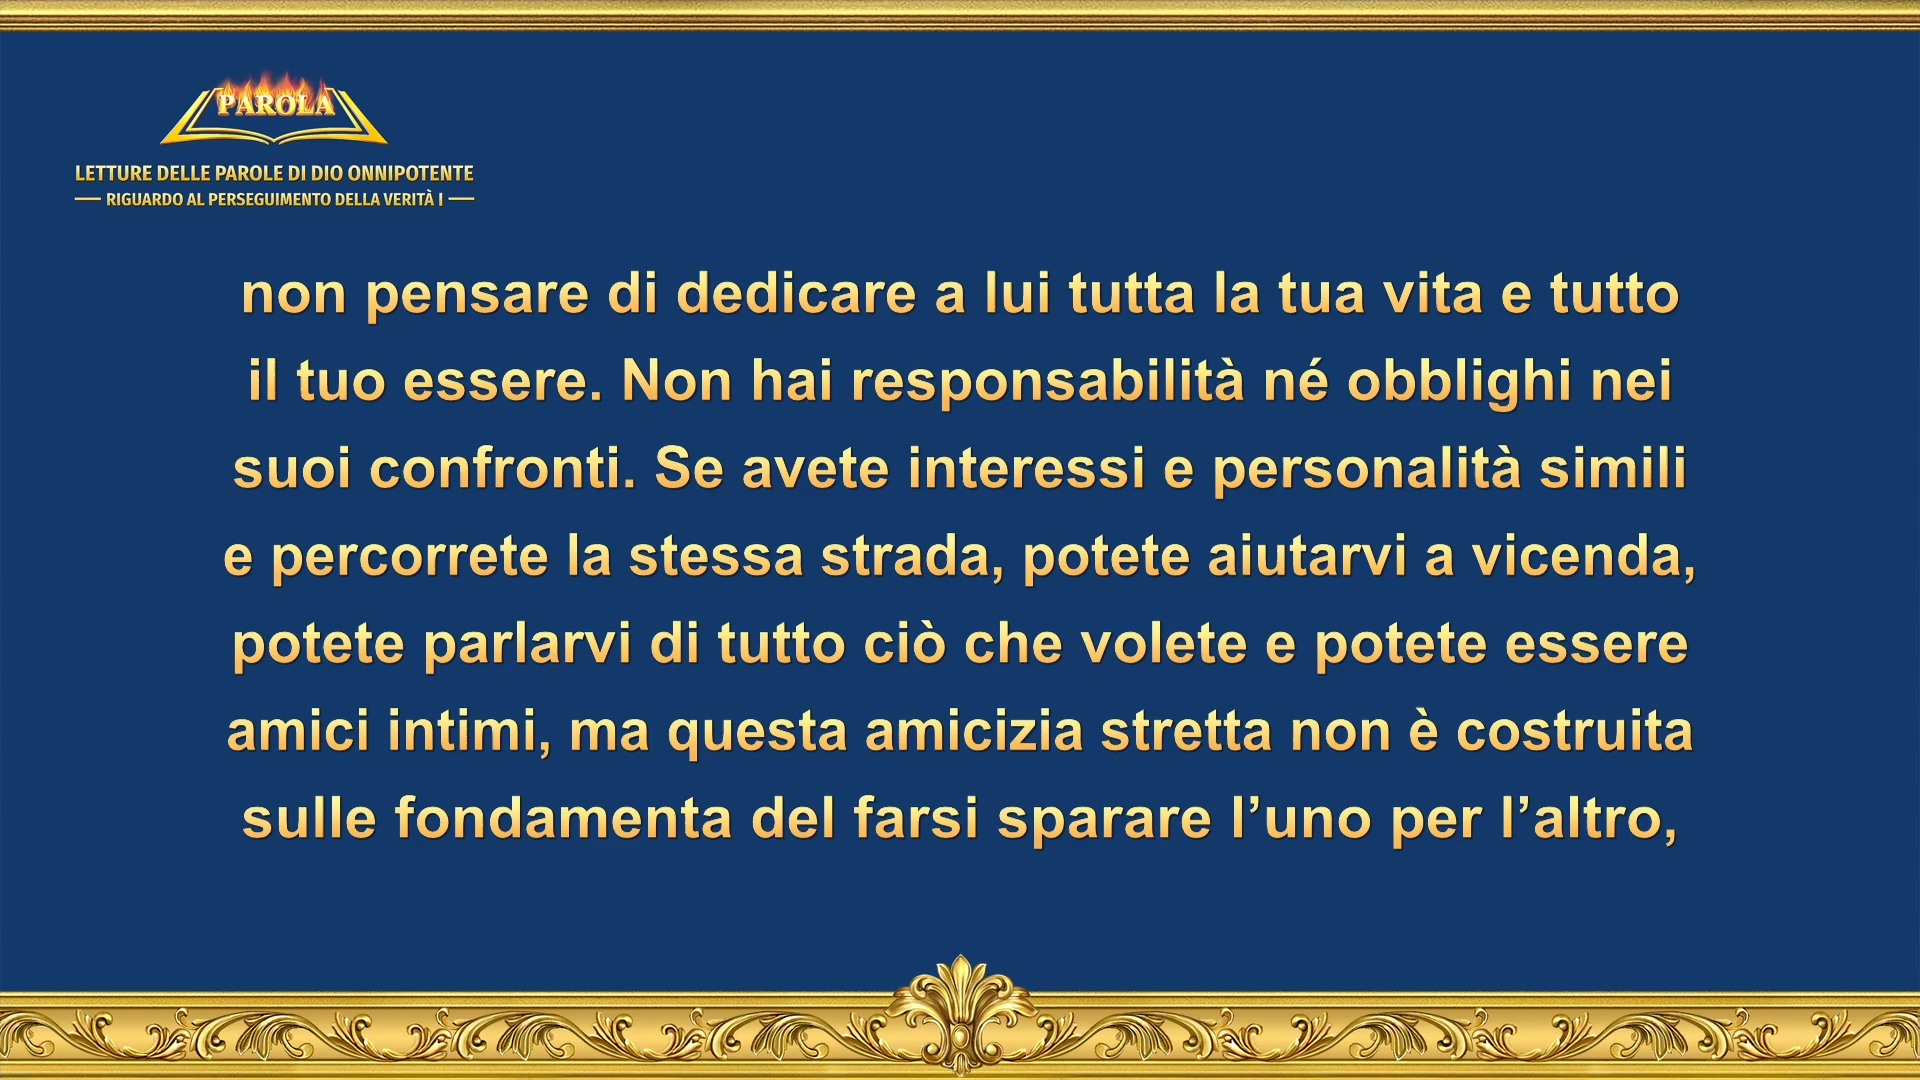 PAROLA
LETTURE DELLE PAROLE DI DIO ONNIPOTENTE
RIGUARDO AL PERSEGUIMENTO DELLA VERITÀ I
non pensare di dedicare a lui tutta la tua vita e tutto
il tuo essere. Non hai responsabilità né obblighi nei
suoi confronti. Se avete interessi e personalità simili
e percorrete la stessa strada, potete aiutarvi a vicenda,
potete parlarvi di tutto ciò che volete e potete essere
amici intimi, ma questa amicizia stretta non è costruita
sulle fondamenta del farsi sparare l’uno per l’altro,